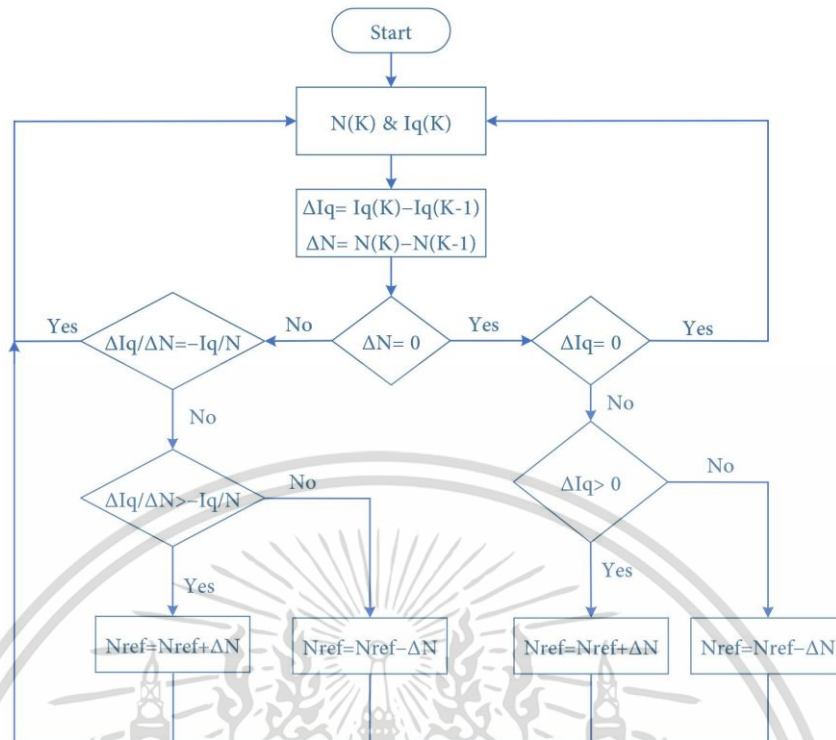 Start
N(K) & Iq(K)
ΔIq= Iq(K)−Iq(K-1)
ΔN= N(K)−N(K-1)
Yes
ΔIq/ΔN=−Iq/N
No
ΔN= 0
Yes
ΔIq= 0
Yes
No
No
ΔIq/ΔN>−Iq/N
No
ΔIq> 0
No
Yes
Yes
Nref=Nref+ΔN
Nref=Nref−ΔN
Nref=Nref+ΔN
Nref=Nref−ΔN